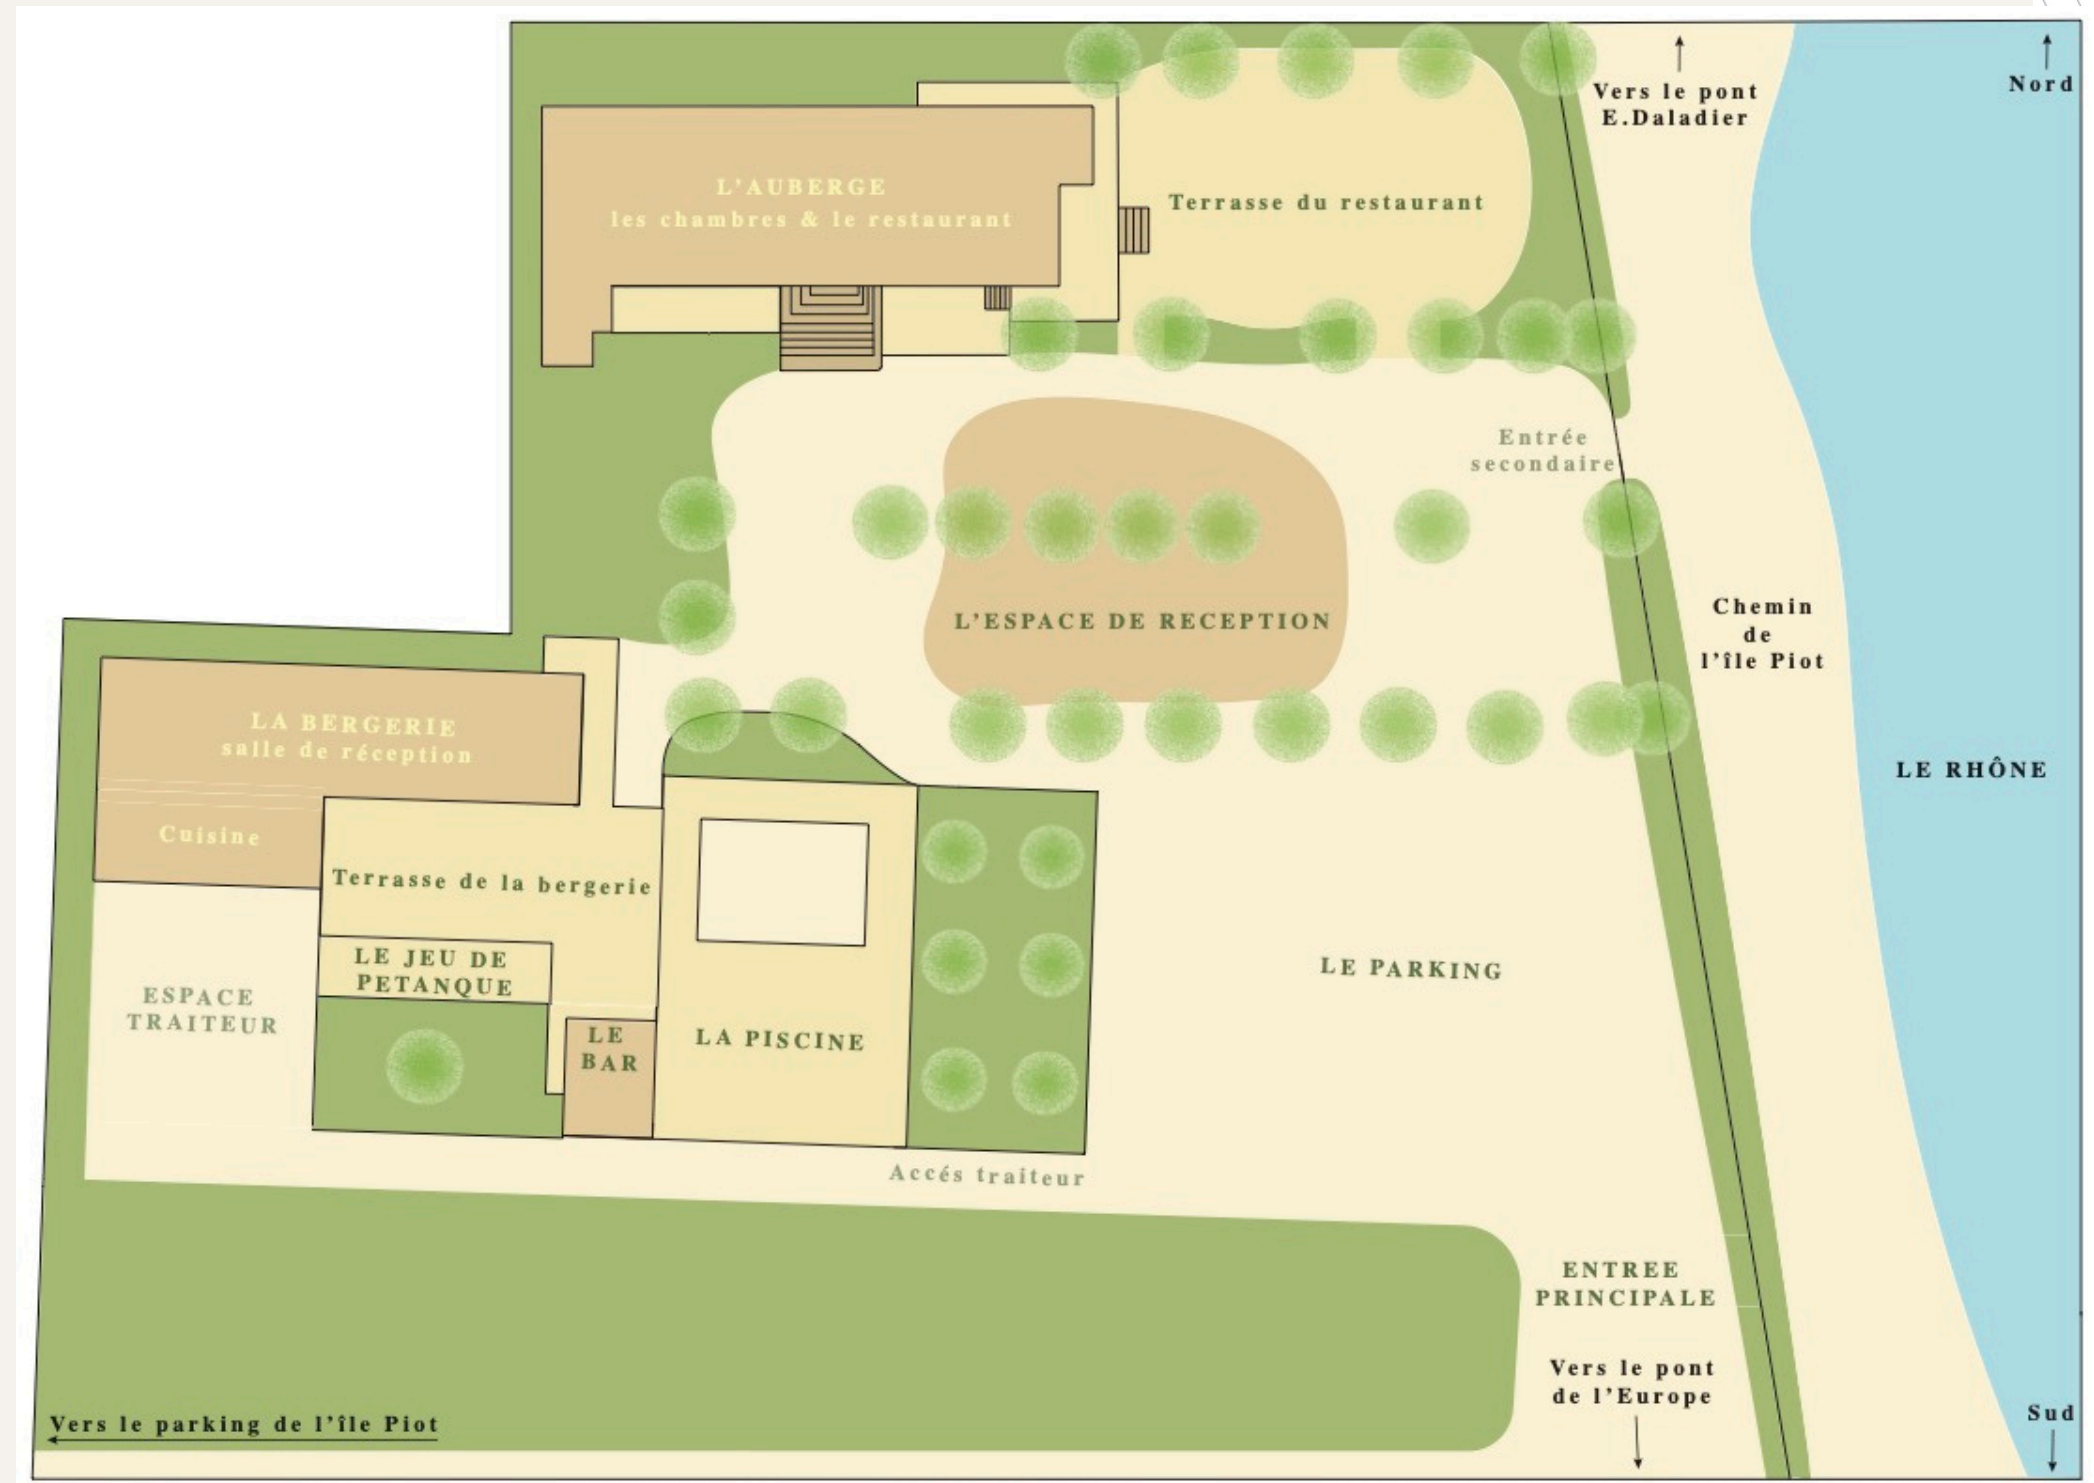 Nord
Vers le pont
E.Daladier
L'AUBERGE
les chambres & le restaurant
Terrasse du restaurant
Entrée
secondaire
L'ESPACE DE RECEPTION
Chemin
de
l'île Piot
LA BERGERIE
salle de réception
LE RHÔNE
Cuisine
Terrasse de la bergerie
LE JEU DE
PETANQUE
LE PARKING
ESPACE
TRAITEUR
LE
BAR
LA PISCINE
Accés traiteur
ENTREE
PRINCIPALE
Vers le pont
de l'Europe
Vers le parking de l'île Piot
Sud